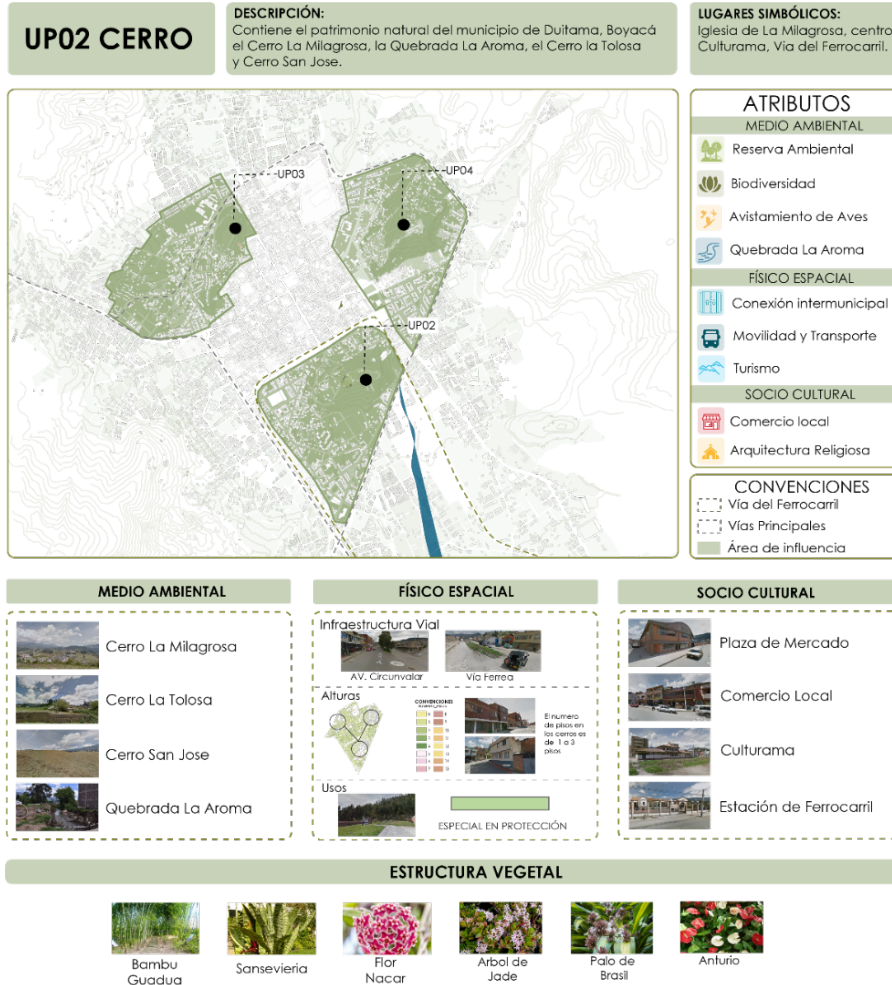 UP02 CERRO
DESCRIPCIÓN:
Contiene el patrimonio natural del municipio de Duitama, Boyacá
el Cerro La Milagrosa, la Quebrada La Aroma, el Cerro la Tolosa
y Cerro San Jose.
LUGARES SIMBÓLICOS:
Iglesia de La Milagrosa, centro
Culturama, Via del Ferrocarril.
UP03
UP04
UP02
ATRIBUTOS
MEDIO AMBIENTAL
Reserva Ambiental
Biodiversidad
Avistamiento de Aves
Quebrada La Aroma
FÍSICO ESPACIAL
Conexión intermunicipal
Movilidad y Transporte
Turismo
SOCIO CULTURAL
Comercio local
Arquitectura Religiosa
CONVENCIONES
Vía del Ferrocarril
Vías Principales
Área de influencia
MEDIO AMBIENTAL
Cerro La Milagrosa
Cerro La Tolosa
Cerro San Jose
Quebrada La Aroma
FÍSICO ESPACIAL
Infraestructura Vial
AV. Circunvalar
Vía Ferrea
Alturas
CONVENCIONES
El numero
de pisos en
los cerros es
de 1 a 3
pisos
Usos
ESPECIAL EN PROTECCIÓN
SOCIO CULTURAL
Plaza de Mercado
Comercio Local
Culturama
Estación de Ferrocarril
ESTRUCTURA VEGETAL
Bambu
Guadua
Sansevieria
Flor
Nacar
Arbol de
Jade
Palo de
Brasil
Anturio